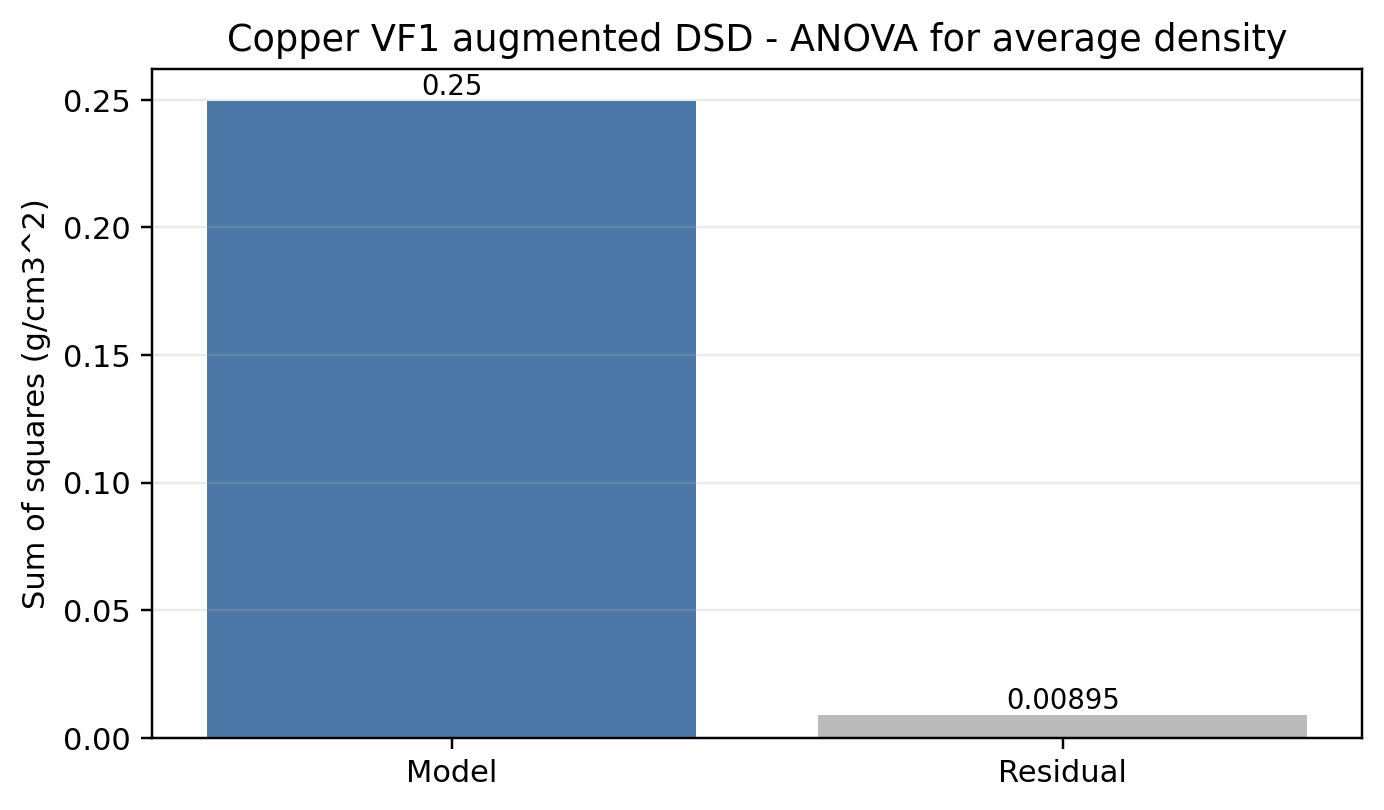 Copper VF1 augmented DSD - ANOVA for average density
Sum of squares (g/cm3^2)
0.25
0.20
0.15
0.10
0.05
0.00
0.25
0.00895
Model
Residual